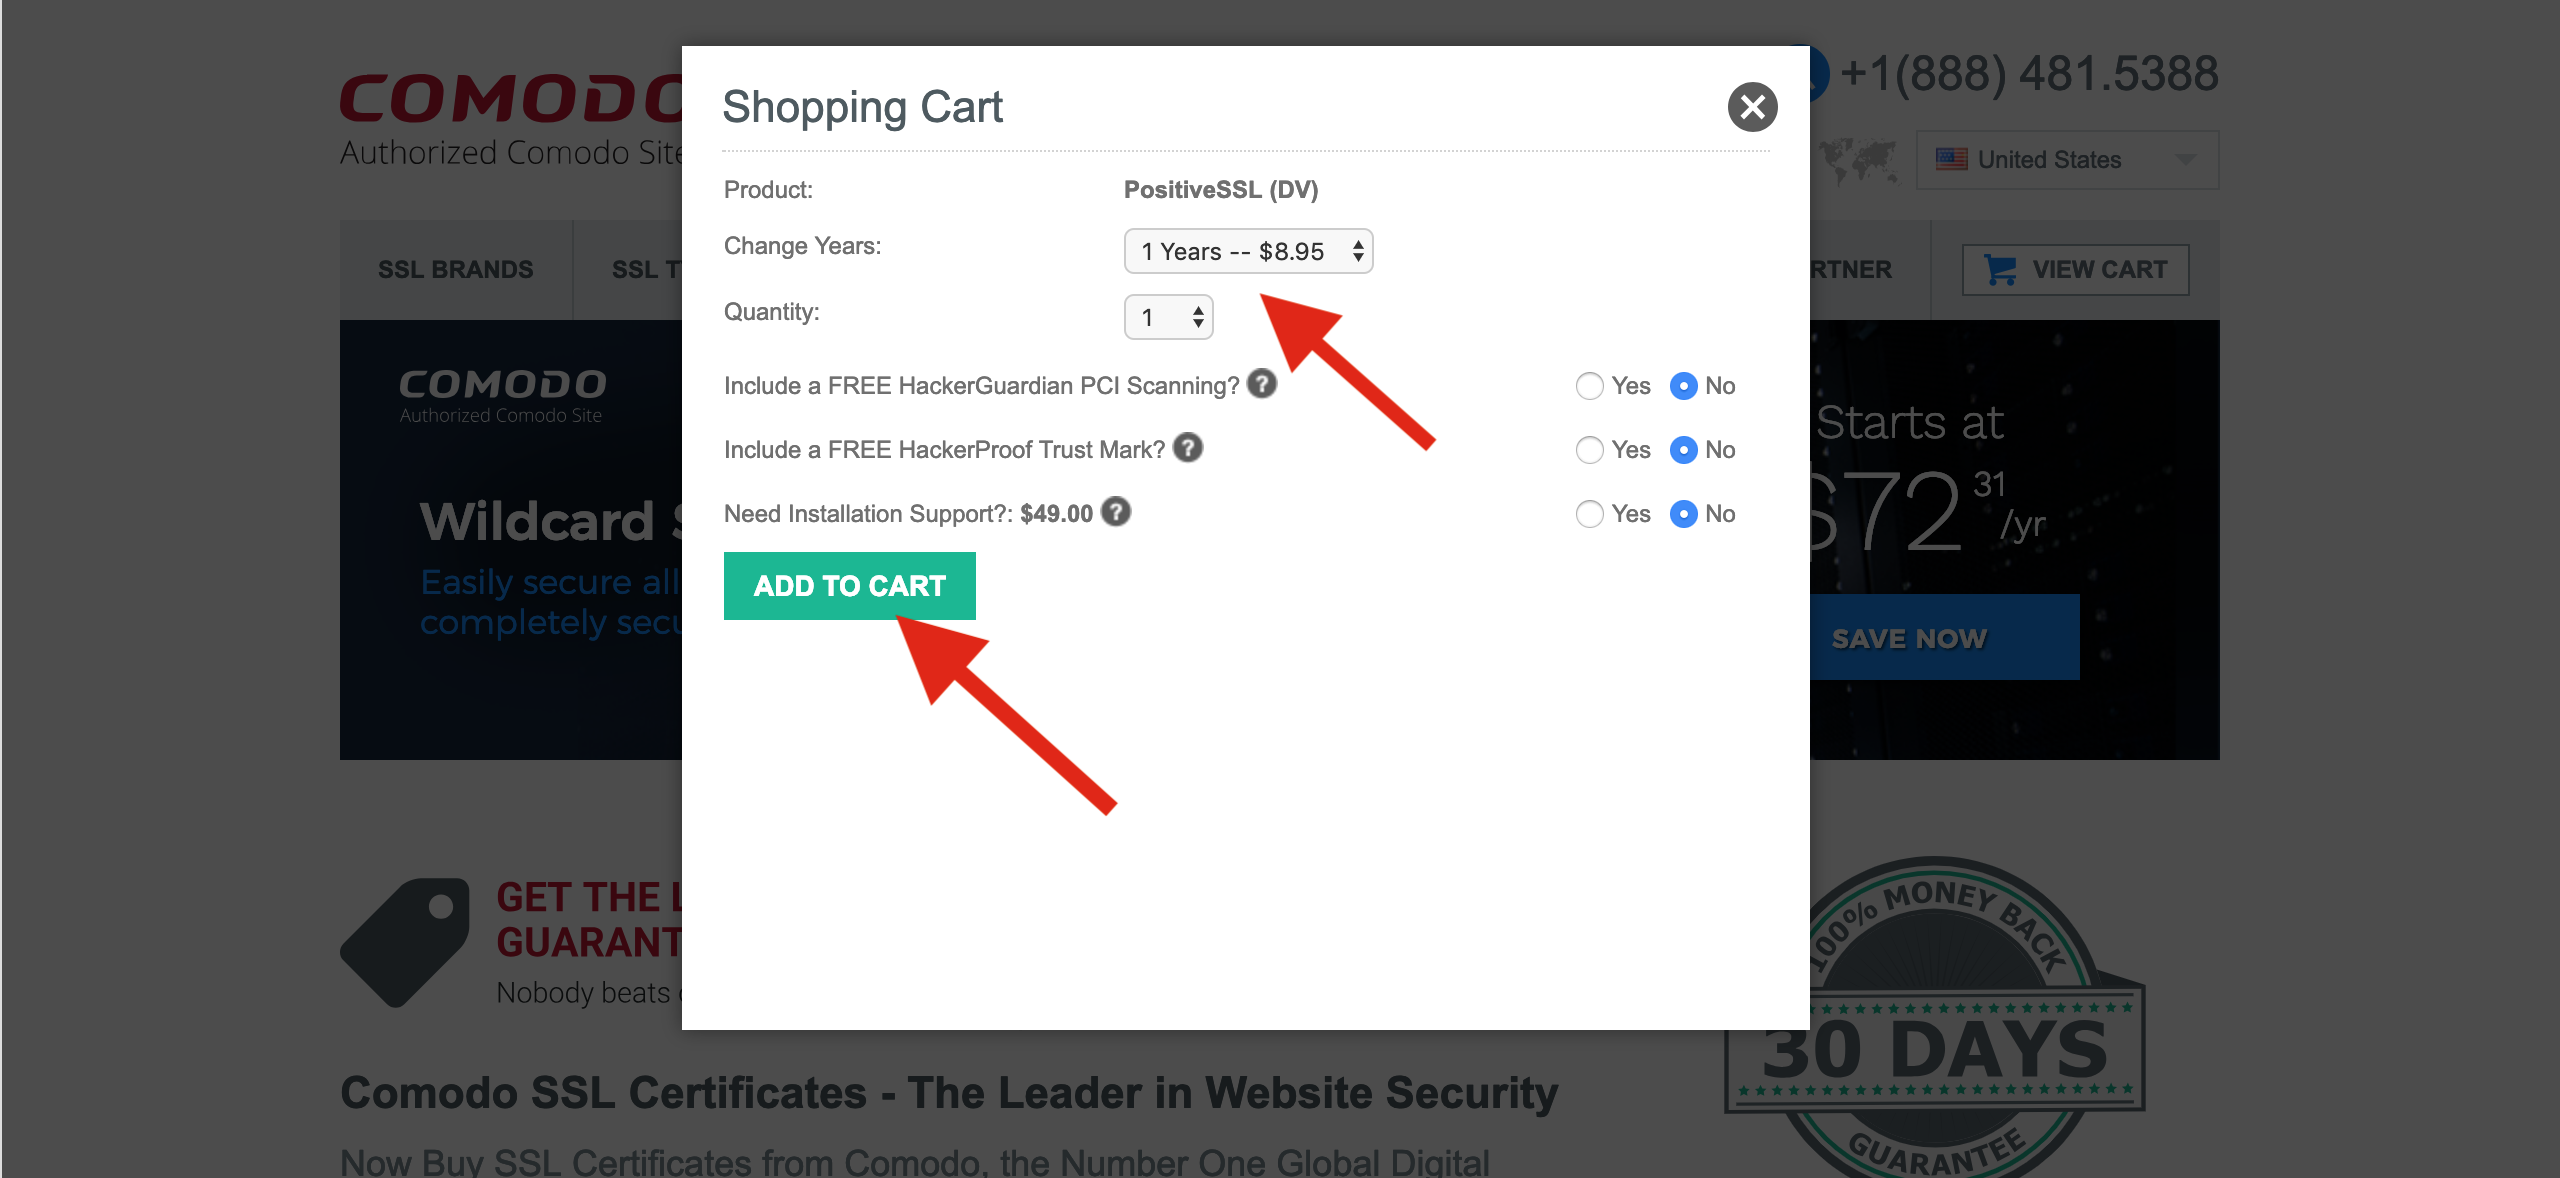 COMODO
Authorized Comodo Site
+1(888) 481.5388
United States
SSL BRANDS
SSL T
RTNER
VIEW CART
Shopping Cart
Product: PositiveSSL (DV)
Change Years: 1 Years -- $8.95
Quantity: 1
Include a FREE HackerGuardian PCI Scanning? ? Yes No
Include a FREE HackerProof Trust Mark? ? Yes No
Need Installation Support?: $49.00 ? Yes No
ADD TO CART
COMODO
Authorized Comodo Site
Wildcard S
Easily secure all
completely secu
Starts at
$72 31 /yr
SAVE NOW
GET THE L
GUARANT
Nobody beats
100% MONEY BACK
30 DAYS
GUARANTEE
Comodo SSL Certificates - The Leader in Website Security
Now Buy SSL Certificates from Comodo, the Number One Global Digital